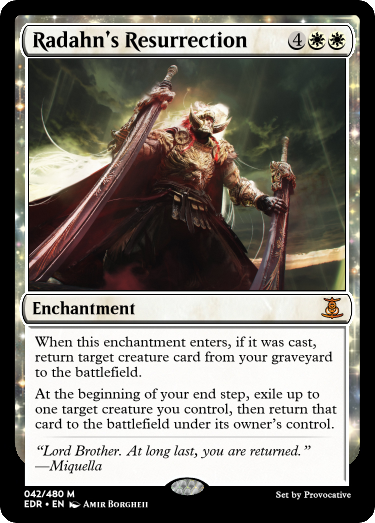 Radahn's Resurrection 4
Enchantment
When this enchantment enters, if it was cast,
return target creature card from your graveyard
to the battlefield.
At the beginning of your end step, exile up to
one target creature you control, then return that
card to the battlefield under its owner's control.
“Lord Brother. At long last, you are returned.”
—Miquella
042/480 M
EDR • EN Amir Borgheii
Set by Provocative